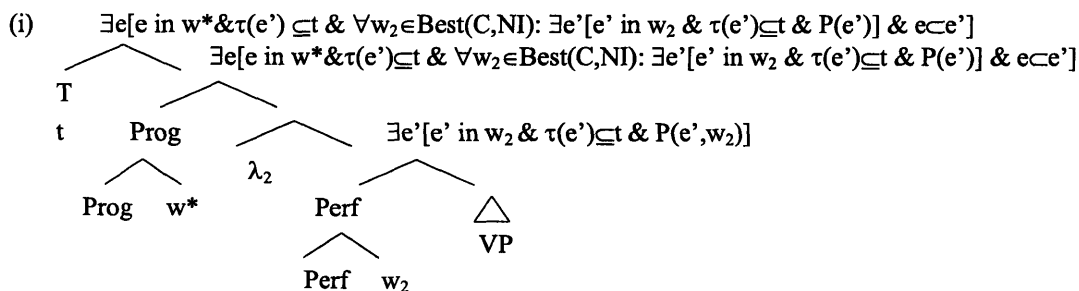 (i) ∃e[e in w*&τ(e’) ⊆t & ∀w₂∈Best(C,NI): ∃e’[e’ in w₂ & τ(e’)⊆t & P(e’)] & e⊂e’]
∃e[e in w*&τ(e’)⊆t & ∀w₂∈Best(C,NI): ∃e’[e’ in w₂ & τ(e’)⊆t & P(e’)] & e⊂e’]
T
t Prog ∃e’[e’ in w₂ & τ(e’)⊆t & P(e’,w₂)]
λ₂
Prog w* Perf
VP
Perf w₂